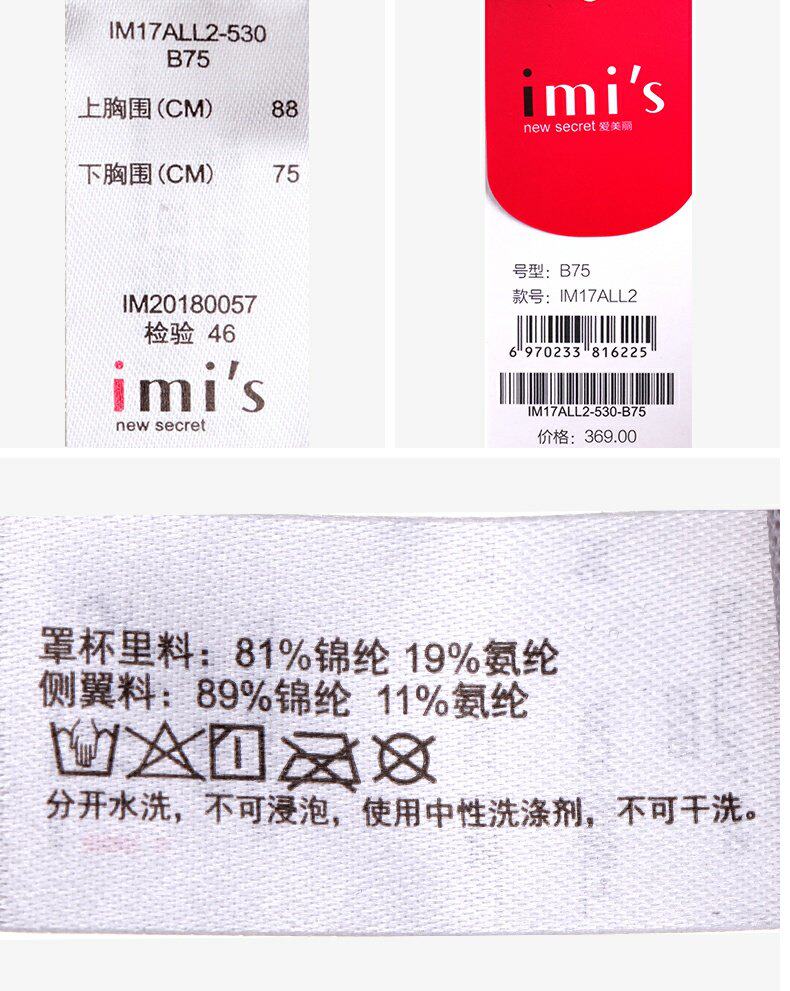 IM17ALL2-530
B75
上胸围(CM) 88
下胸围(CM) 75
IM20180057
检验 46
imi's
new secret
imi's
new secret 爱美丽
号型: B75
款号: IM17ALL2
6 970233 816225
IM17ALL2-530-B75
价格: 369.00
罩杯里料: 81%锦纶 19%氨纶
侧翼料: 89%锦纶 11%氨纶
分开水洗，不可浸泡，使用中性洗涤剂，不可干洗。